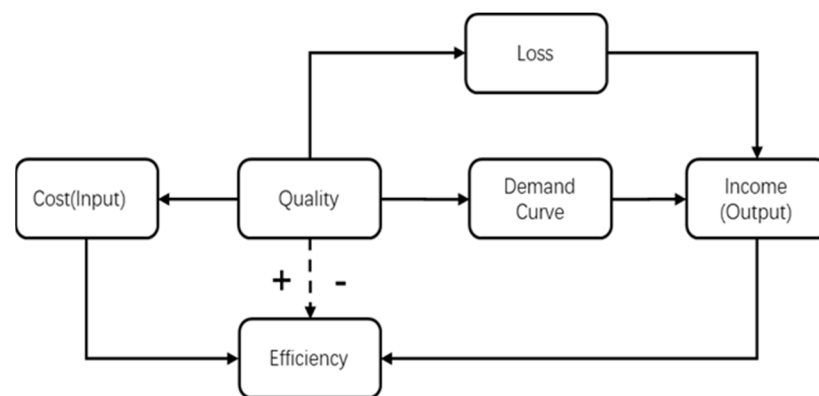 Loss
Cost(Input)
Quality
Demand
Curve
Income
(Output)
+ -
Efficiency